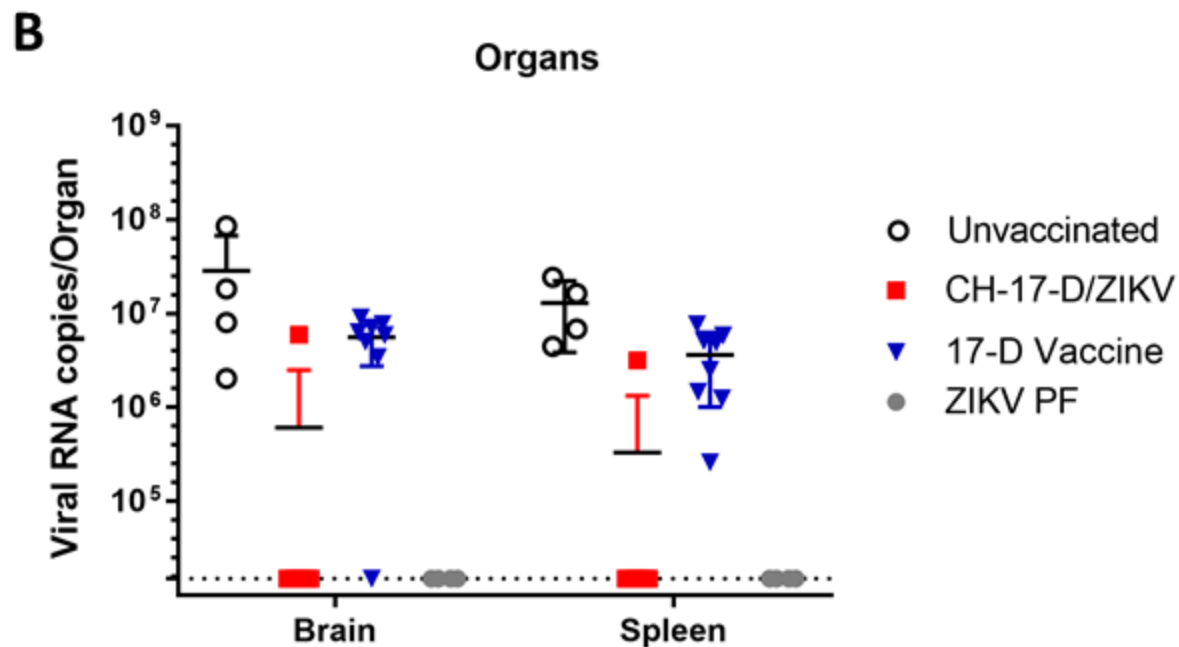 B
Organs
Viral RNA copies/Organ
10⁹
10⁸
10⁷
10⁶
10⁵
Brain
Spleen
Unvaccinated
CH-17-D/ZIKV
17-D Vaccine
ZIKV PF